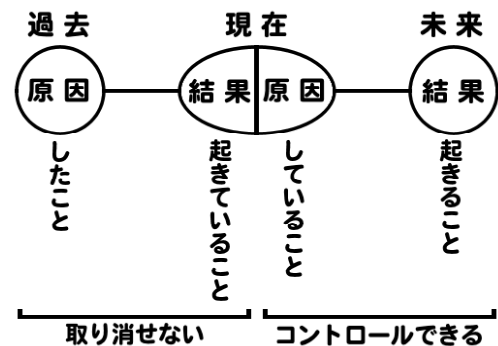 過去
現在
未来
原因
結果
原因
結果
したこと
起きていること
していること
起きること
取り消せない
コントロールできる